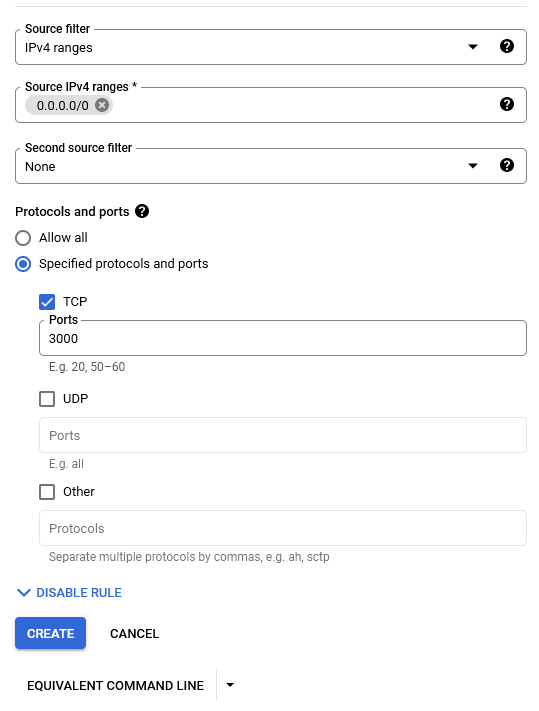 Source filter
IPv4 ranges
Source IPv4 ranges *
0.0.0.0/0
Second source filter
None
Protocols and ports
Allow all
Specified protocols and ports
TCP
Ports
3000
E.g. 20, 50–60
UDP
Ports
E.g. all
Other
Protocols
Separate multiple protocols by commas, e.g. ah, sctp
DISABLE RULE
CREATE CANCEL
EQUIVALENT COMMAND LINE